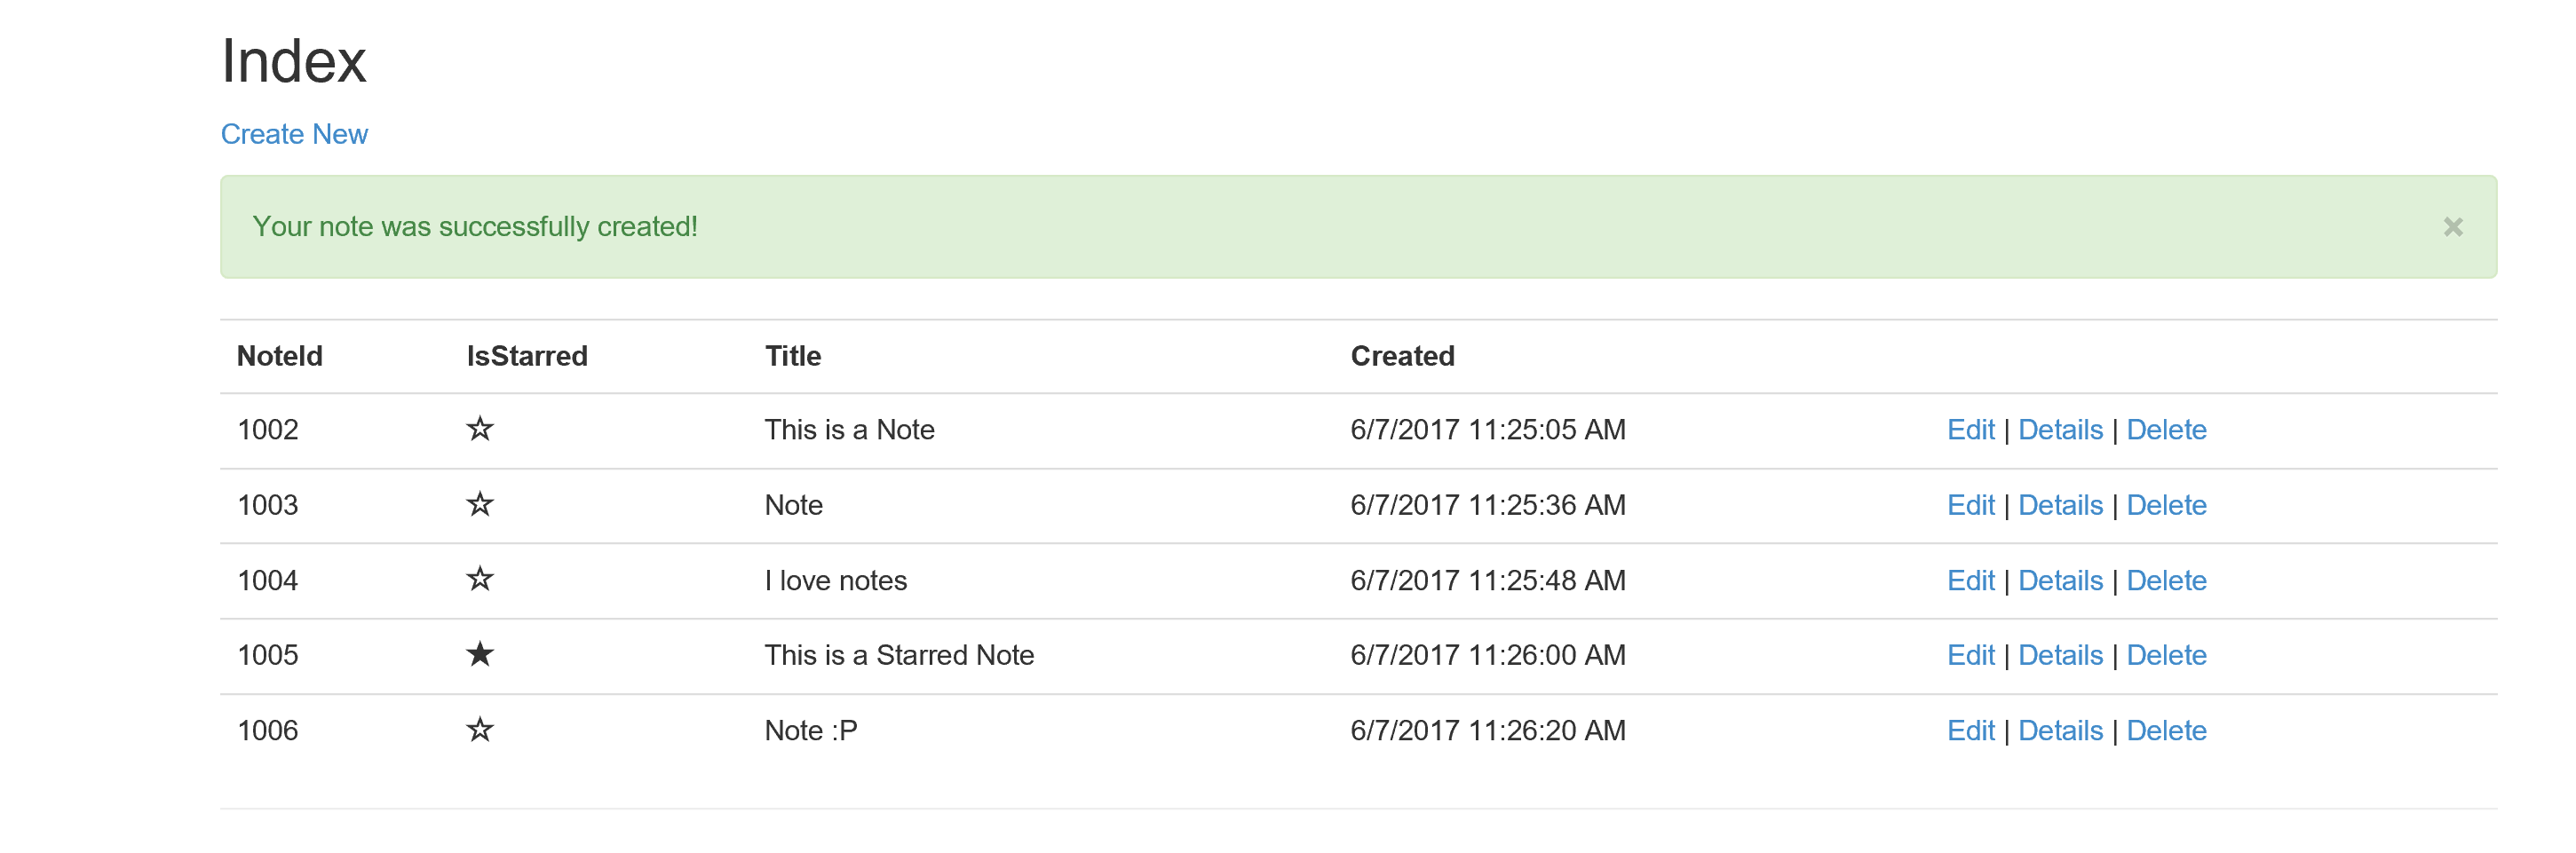 Index
Create New
Your note was successfully created! ×
NoteId IsStarred Title Created
1002 ☆ This is a Note 6/7/2017 11:25:05 AM Edit | Details | Delete
1003 ☆ Note 6/7/2017 11:25:36 AM Edit | Details | Delete
1004 ☆ I love notes 6/7/2017 11:25:48 AM Edit | Details | Delete
1005 ★ This is a Starred Note 6/7/2017 11:26:00 AM Edit | Details | Delete
1006 ☆ Note :P 6/7/2017 11:26:20 AM Edit | Details | Delete